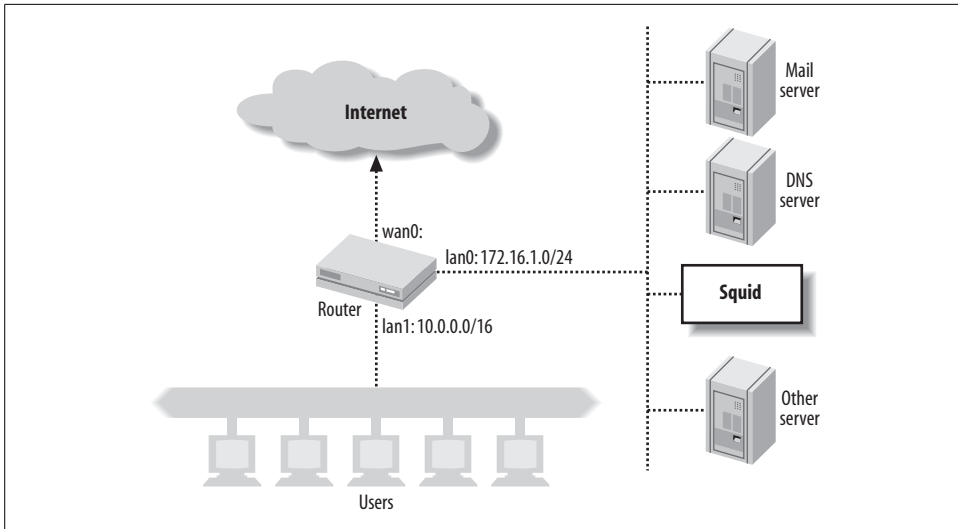 Internet
wan0:
lan0: 172.16.1.0/24
Router
lan1: 10.0.0.0/16
Users
Mail
server
DNS
server
Squid
Other
server